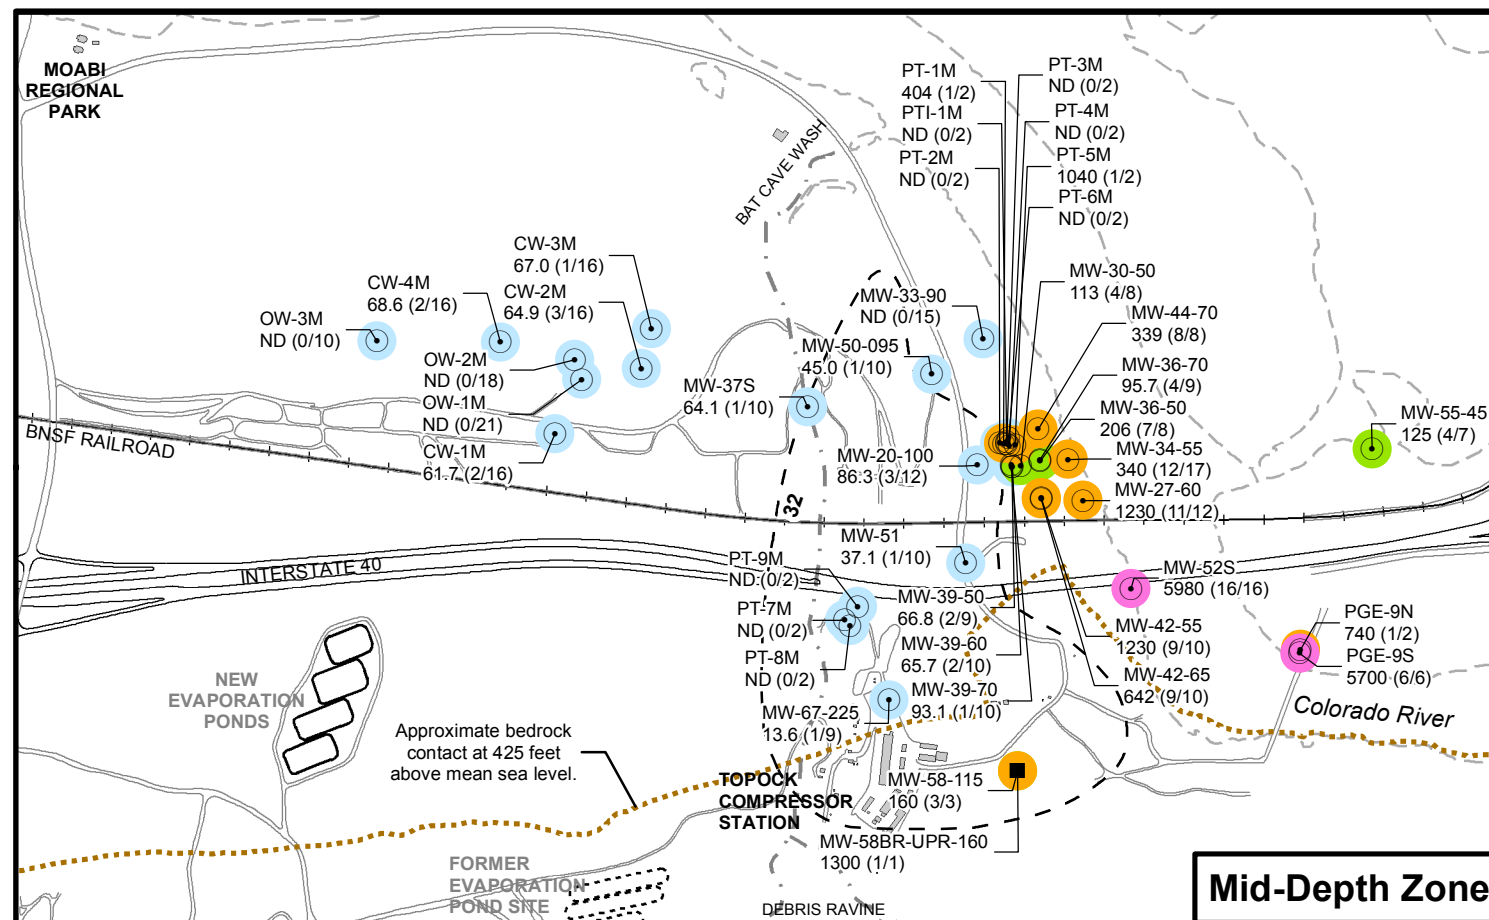 MOABI
REGIONAL
PARK
BAT CAVE WASH
PT-1M
404 (1/2)
PTI-1M
ND (0/2)
PT-2M
ND (0/2)
PT-3M
ND (0/2)
PT-4M
ND (0/2)
PT-5M
1040 (1/2)
PT-6M
ND (0/2)
CW-3M
67.0 (1/16)
CW-4M
68.6 (2/16)
CW-2M
64.9 (3/16)
OW-3M
ND (0/10)
OW-2M
ND (0/18)
OW-1M
ND (0/21)
CW-1M
61.7 (2/16)
MW-37S
64.1 (1/10)
MW-33-90
ND (0/15)
MW-50-095
45.0 (1/10)
MW-20-100
86.3 (3/12)
MW-30-50
113 (4/8)
MW-44-70
339 (8/8)
MW-36-70
95.7 (4/9)
MW-36-50
206 (7/8)
MW-34-55
340 (12/17)
MW-27-60
1230 (11/12)
MW-55-45
125 (4/7)
BNSF RAILROAD
32
INTERSTATE 40
MW-51
37.1 (1/10)
PT-9M
ND (0/2)
PT-7M
ND (0/2)
PT-8M
ND (0/2)
MW-39-50
66.8 (2/9)
MW-39-60
65.7 (2/10)
MW-39-70
93.1 (1/10)
MW-67-225
13.6 (1/9)
MW-52S
5980 (16/16)
MW-42-55
1230 (9/10)
MW-42-65
642 (9/10)
PGE-9N
740 (1/2)
PGE-9S
5700 (6/6)
Colorado River
NEW
EVAPORATION
PONDS
Approximate bedrock
contact at 425 feet
above mean sea level.
TOPOCK
COMPRESSOR
STATION
MW-58-115
160 (3/3)
MW-58BR-UPR-160
1300 (1/1)
FORMER
EVAPORATION
POND SITE
DEBRIS RAVINE
Mid-Depth Zone